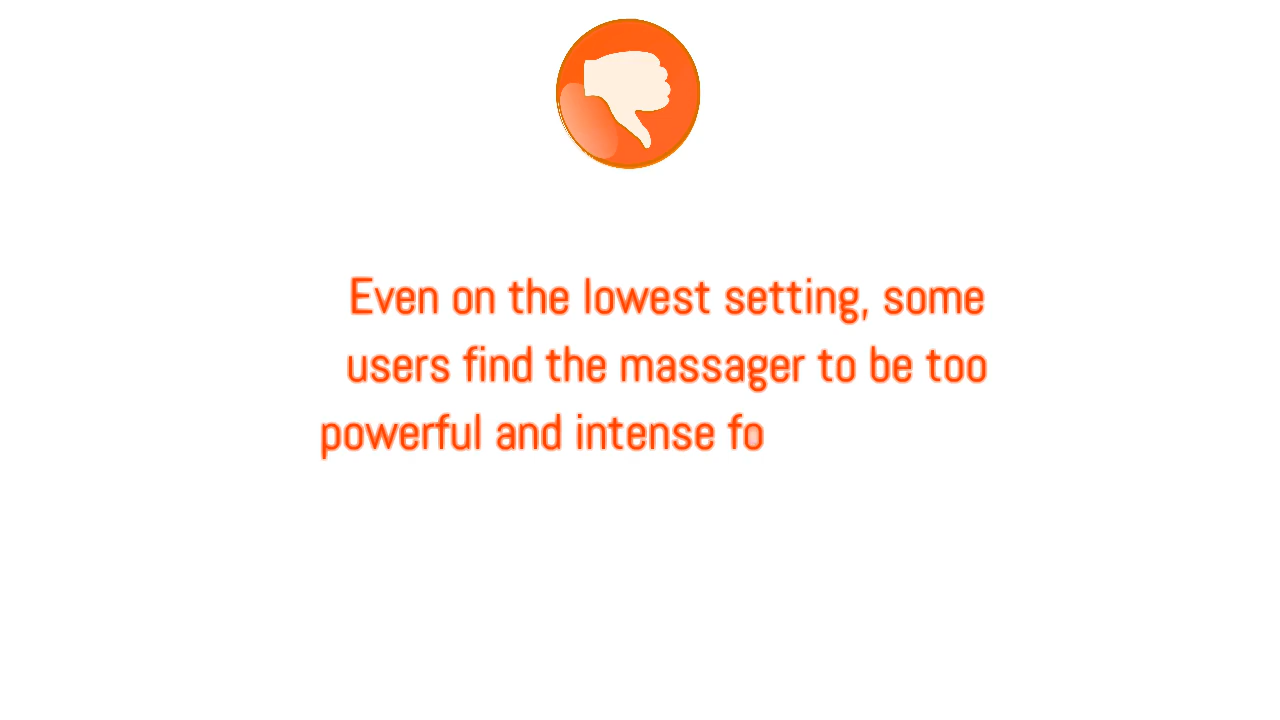 Even on the lowest setting, some
users find the massager to be too
powerful and intense fo